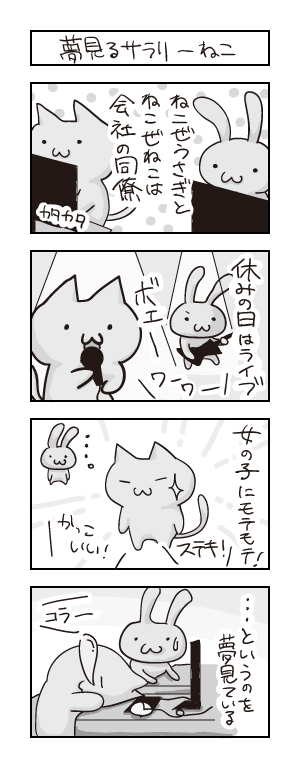 夢見るサラリーねこ
ねこぜうさぎと
ねこぜねこは
会社の同僚
カタカタ
休みの日はライブ
ボエー
ワーワー
女の子にモテモテ!
・・・。
ステキ!
かっこ
いい!!
・・・というのを
夢見ている
コラー